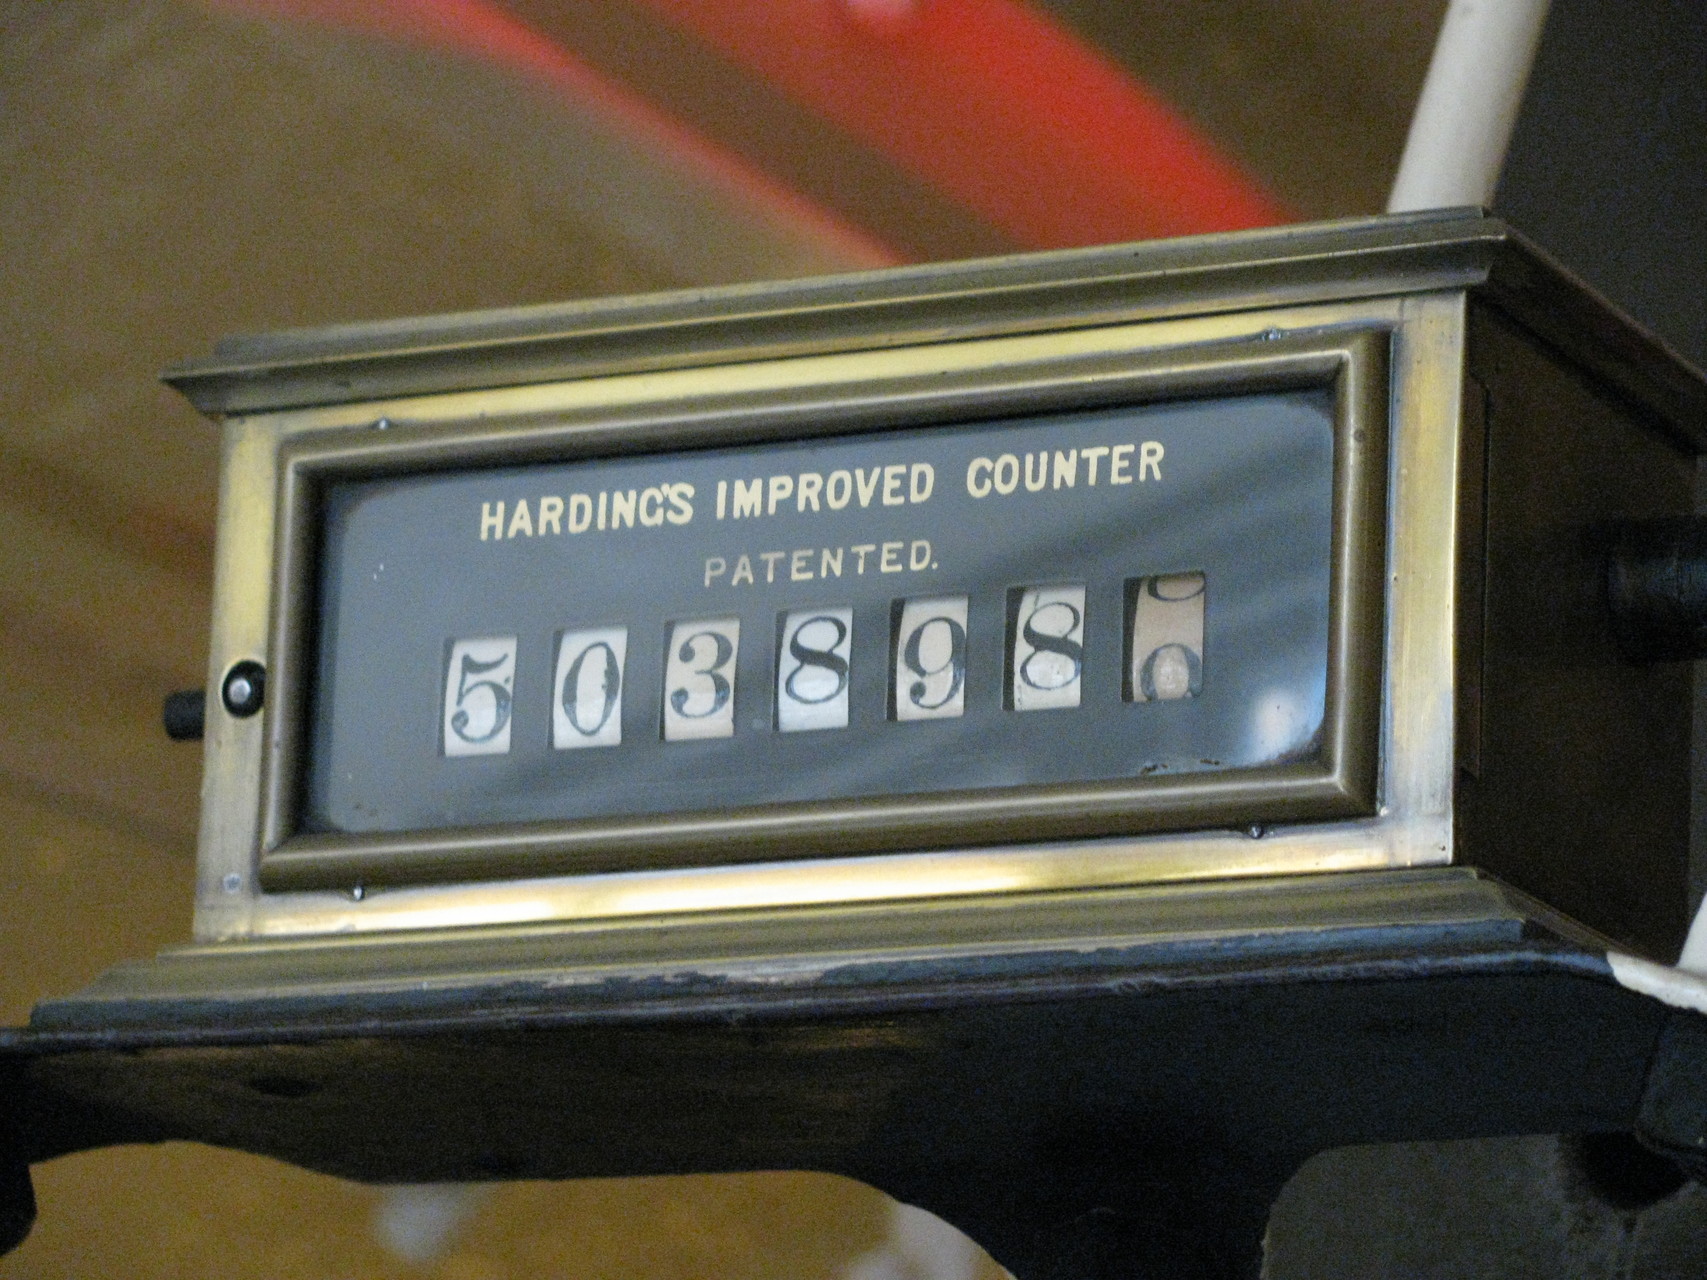 HARDING'S IMPROVED COUNTER
PATENTED.
503898